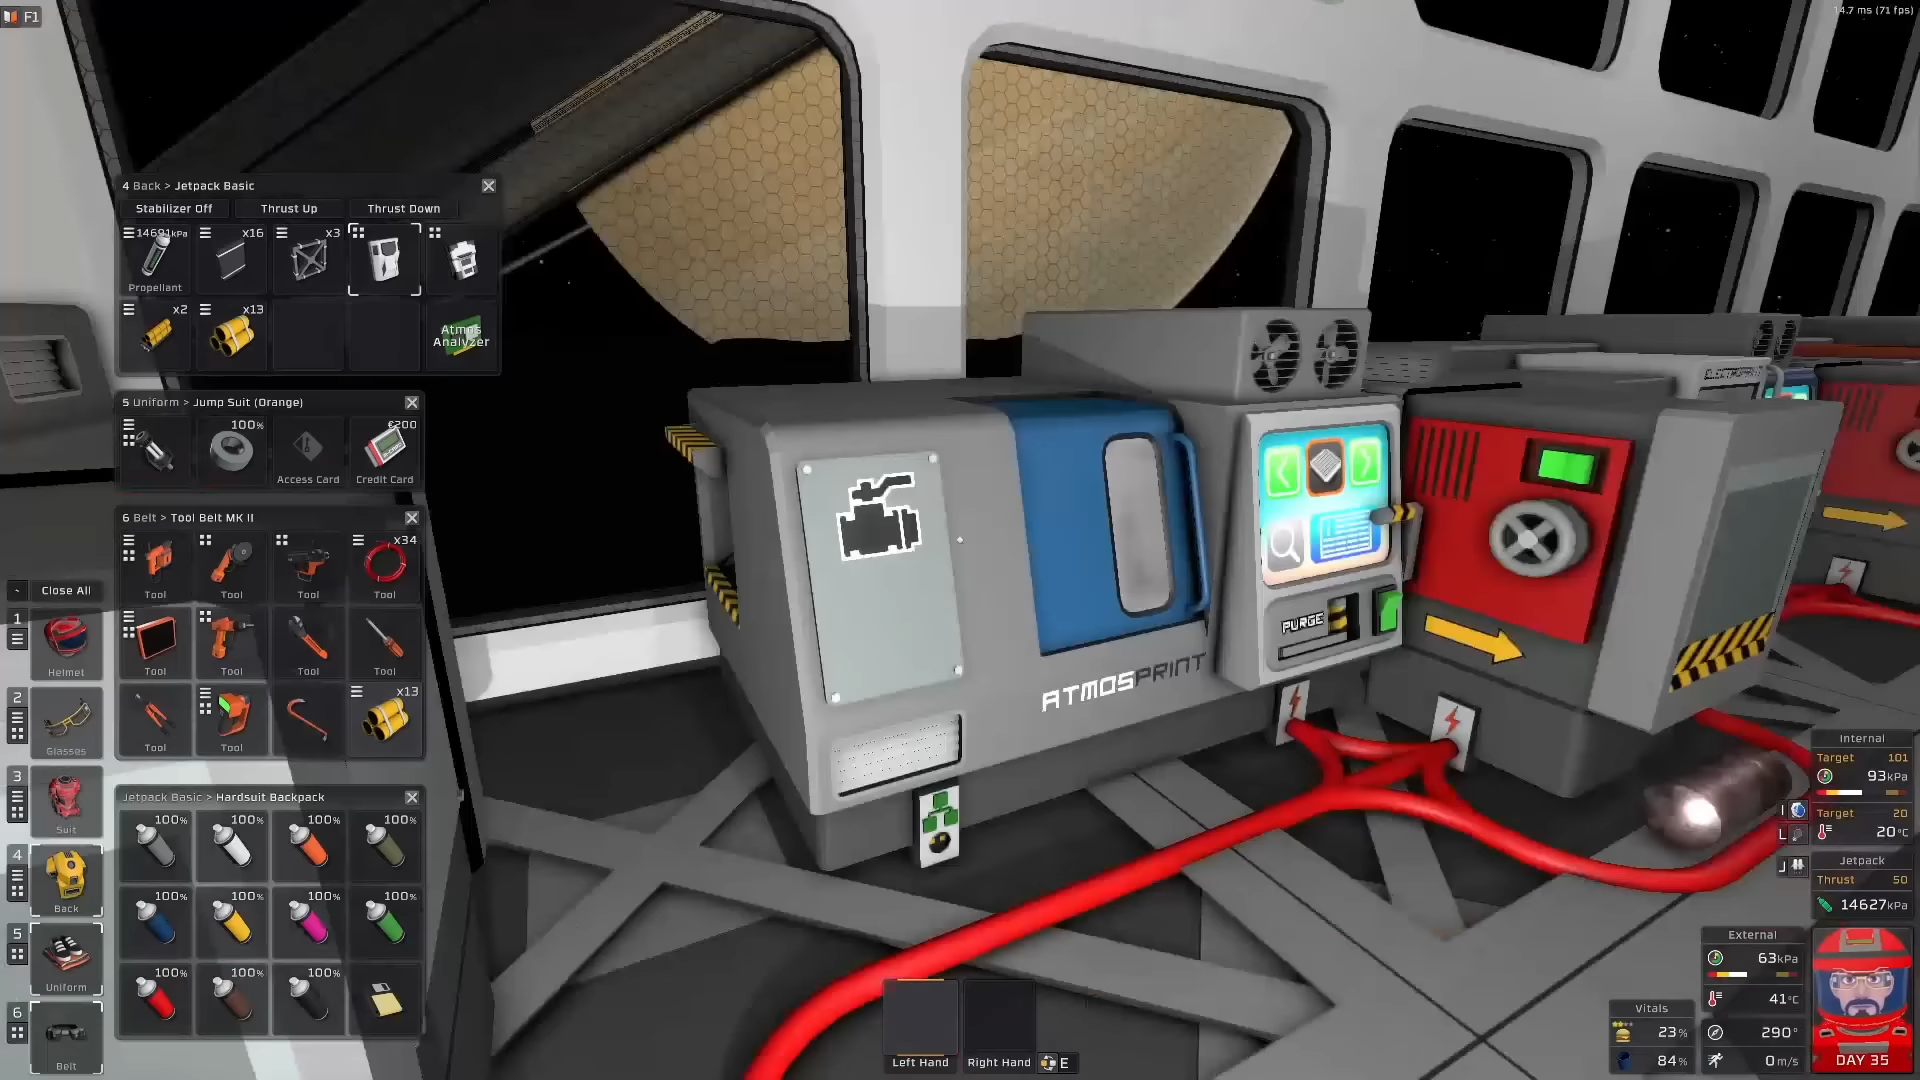 F1
14.7 ms (71 fps)
4 Back > Jetpack Basic
Stabilizer Off
Thrust Up
Thrust Down
14691kPa
x16
x3
Propellant
x2
x13
Atmos Analyzer
5 Uniform > Jump Suit (Orange)
100%
€200
Access Card
Credit Card
6 Belt > Tool Belt MK II
x34
Tool
Tool
Tool
Tool
Tool
Tool
Tool
Tool
x13
Tool
Tool
Jetpack Basic > Hardsuit Backpack
100%
100%
100%
100%
100%
100%
100%
100%
100%
100%
100%
Close All
1
Helmet
2
Glasses
3
Suit
4
Back
5
Uniform
6
Belt
PURGE
ATMOSPRINT
Left Hand
Right Hand
E
Internal
Target 101
93kPa
Target 20
20°C
I
L
J
Jetpack
Thrust 50
14627kPa
External
63kPa
41°C
290°
0m/s
Vitals
23%
84%
DAY 35